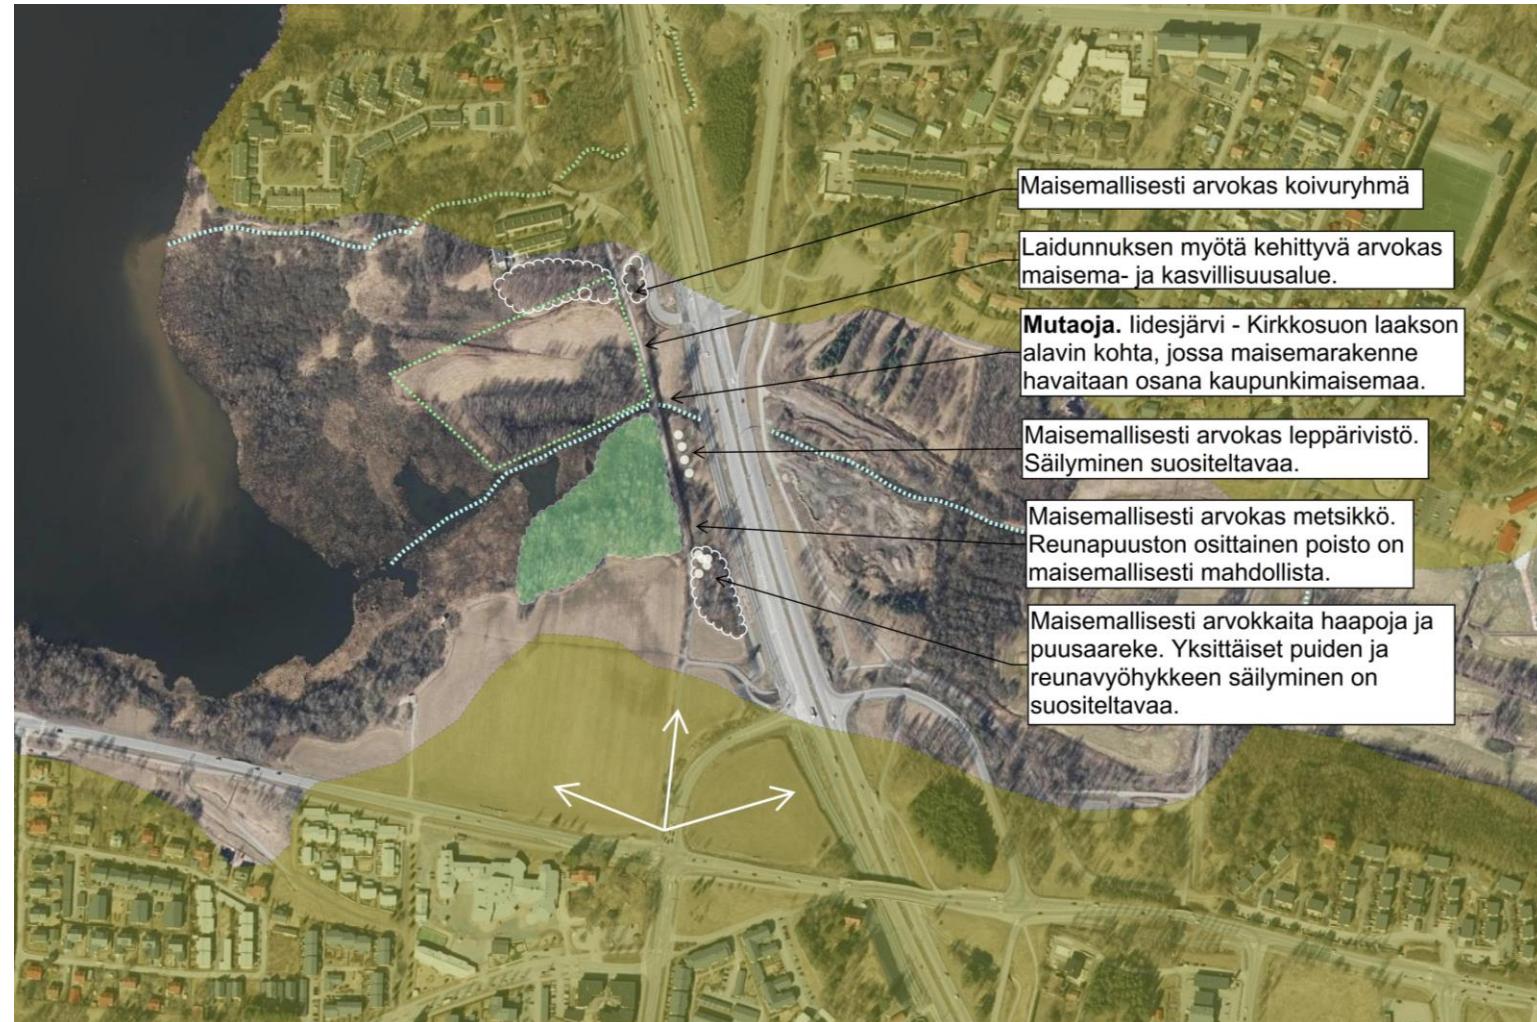 Maisemallisesti arvokas koivuryhmä
Laidunnuksen myötä kehittyvä arvokas
maisema- ja kasvillisuusalue.
Mutaoja. Iidesjärvi - Kirkkosuon laakson
alavin kohta, jossa maisemarakenne
havaitaan osana kaupunkimaisemaa.
Maisemallisesti arvokas leppärivistö.
Säilyminen suositeltavaa.
Maisemallisesti arvokas metsikkö.
Reunapuuston osittainen poisto on
maisemallisesti mahdollista.
Maisemallisesti arvokkaita haapoja ja
puusaareke. Yksittäiset puiden ja
reunavyöhykkeen säilyminen on
suositeltavaa.